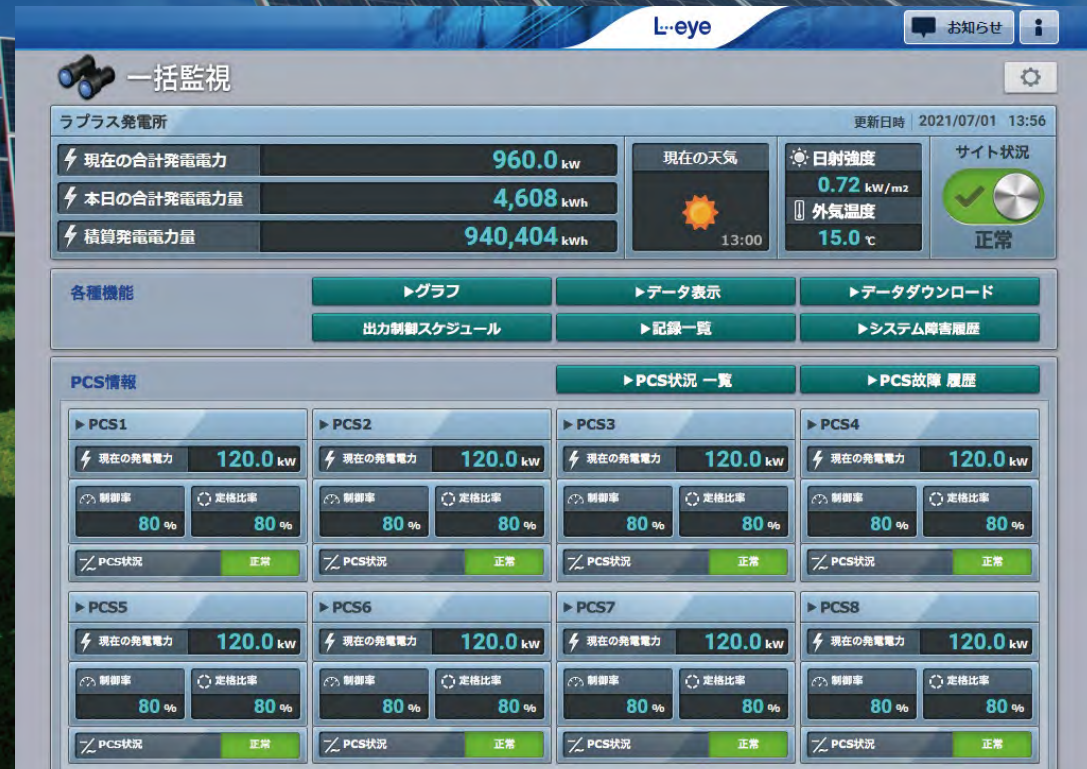 L・eye
お知らせ
一括監視
ラプラス発電所
更新日時 2021/07/01 13:56
現在の合計発電電力 960.0 kW
本日の合計発電電力量 4,608 kWh
積算発電電力量 940,404 kWh
現在の天気
13:00
日射強度
0.72 kW/m2
外気温度
15.0 ℃
サイト状況
正常
各種機能
▶グラフ ▶データ表示 ▶データダウンロード
出力制御スケジュール ▶記録一覧 ▶システム障害履歴
PCS情報 ▶PCS状況 一覧 ▶PCS故障 履歴
▶PCS1 ▶PCS2 ▶PCS3 ▶PCS4
現在の発電電力 120.0 kW 現在の発電電力 120.0 kW 現在の発電電力 120.0 kW 現在の発電電力 120.0 kW
制御率 定格比率 制御率 定格比率 制御率 定格比率 制御率 定格比率
80 % 80 % 80 % 80 % 80 % 80 % 80 % 80 %
PCS状況 正常 PCS状況 正常 PCS状況 正常 PCS状況 正常
▶PCS5 ▶PCS6 ▶PCS7 ▶PCS8
現在の発電電力 120.0 kW 現在の発電電力 120.0 kW 現在の発電電力 120.0 kW 現在の発電電力 120.0 kW
制御率 定格比率 制御率 定格比率 制御率 定格比率 制御率 定格比率
80 % 80 % 80 % 80 % 80 % 80 % 80 % 80 %
PCS状況 正常 PCS状況 正常 PCS状況 正常 PCS状況 正常